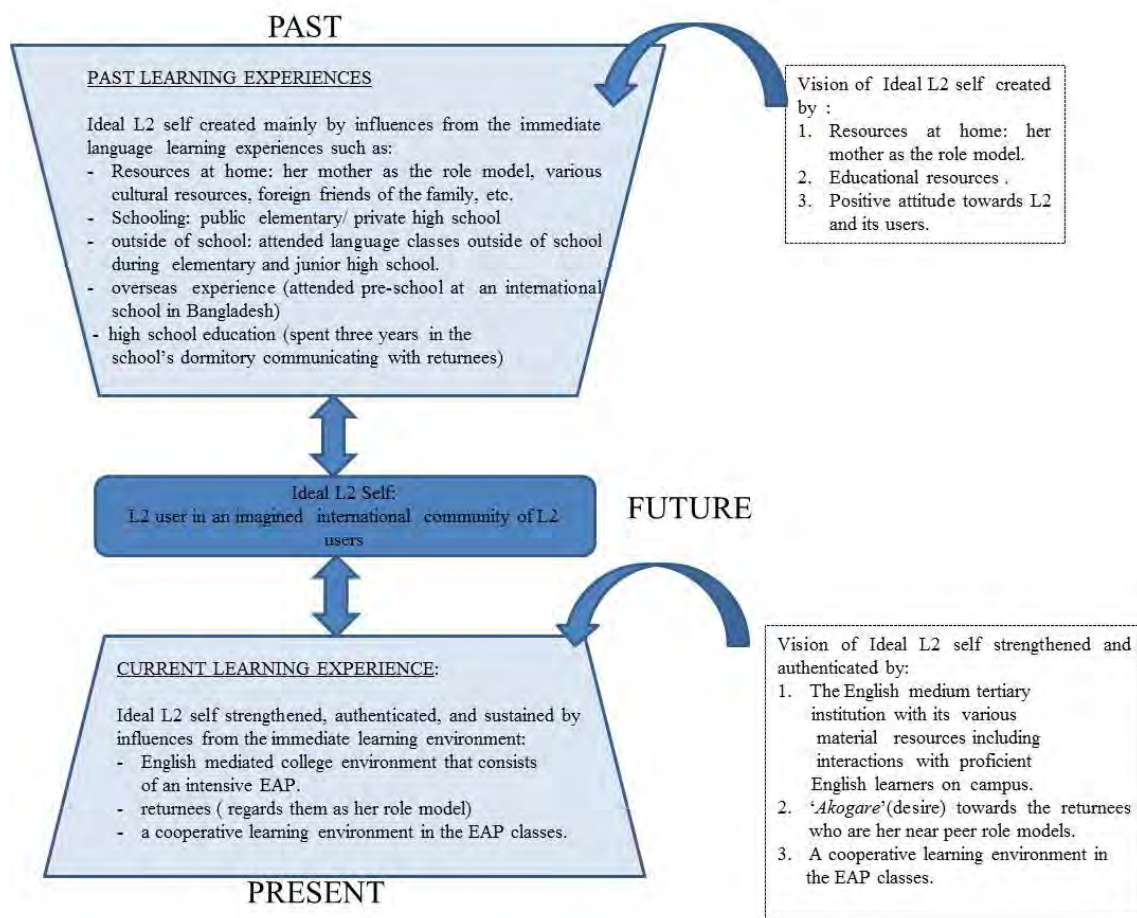 PAST
PAST LEARNING EXPERIENCES
Ideal L2 self created mainly by influences from the immediate
language learning experiences such as:
- Resources at home: her mother as the role model, various
cultural resources, foreign friends of the family, etc.
- Schooling: public elementary/ private high school
- outside of school: attended language classes outside of school
during elementary and junior high school.
- overseas experience (attended pre-school at an international
school in Bangladesh)
- high school education (spent three years in the
school's dormitory communicating with returnees)
Vision of Ideal L2 self created
by :
1. Resources at home: her
mother as the role model.
2. Educational resources .
3. Positive attitude towards L2
and its users.
Ideal L2 Self:
L2 user in an imagined international community of L2
users
FUTURE
CURRENT LEARNING EXPERIENCE:
Ideal L2 self strengthened, authenticated, and sustained by
influences from the immediate learning environment:
- English mediated college environment that consists
of an intensive EAP.
- returnees ( regards them as her role model)
- a cooperative learning environment in the EAP classes.
PRESENT
Vision of Ideal L2 self strengthened and
authenticated by:
1. The English medium tertiary
institution with its various
material resources including
interactions with proficient
English learners on campus.
2. 'Akogare'(desire) towards the returnees
who are her near peer role models.
3. A cooperative learning environment in
the EAP classes.